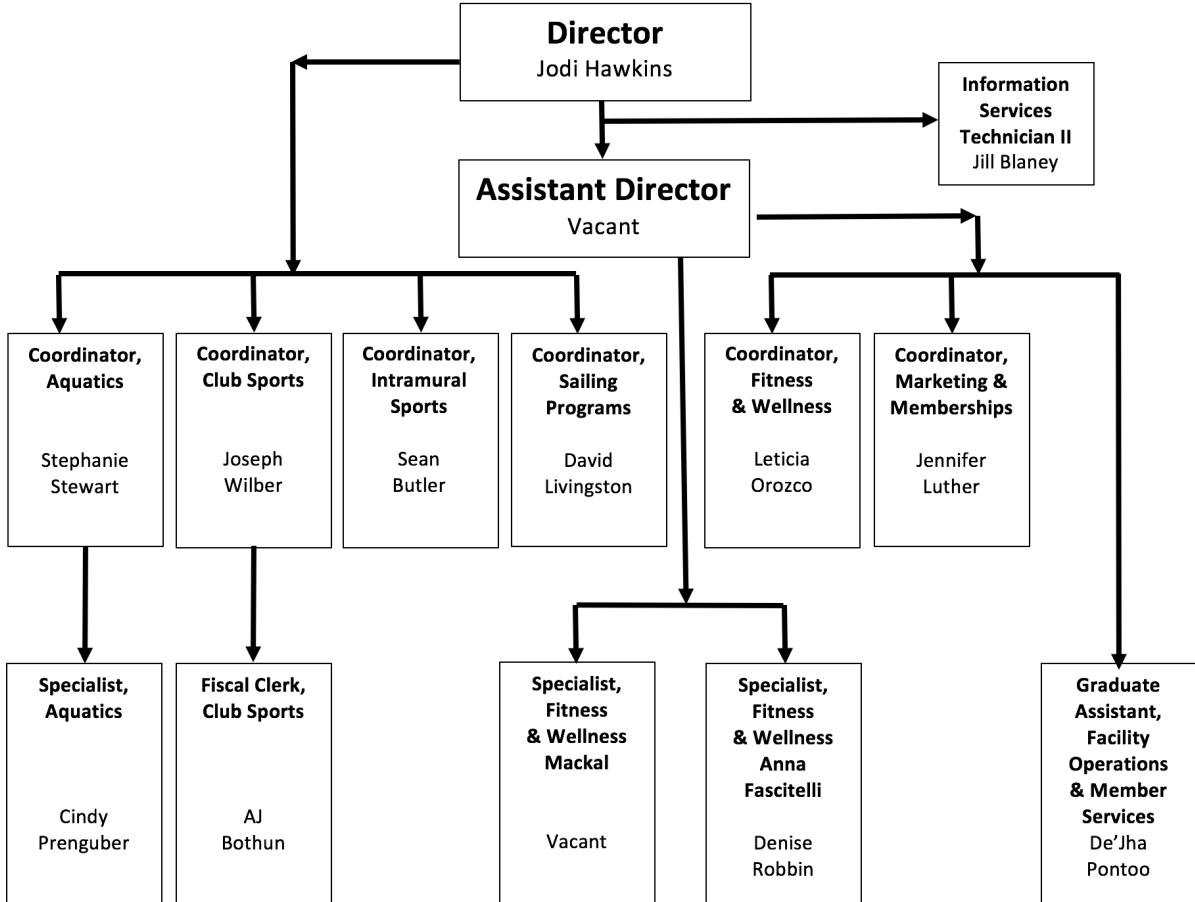 Director
Jodi Hawkins
Information
Services
Technician II
Jill Blaney
Assistant Director
Vacant
Coordinator,
Aquatics
Stephanie
Stewart
Coordinator,
Club Sports
Joseph
Wilber
Coordinator,
Intramural
Sports
Sean
Butler
Coordinator,
Sailing
Programs
David
Livingston
Coordinator,
Fitness
& Wellness
Leticia
Orozco
Coordinator,
Marketing &
Memberships
Jennifer
Luther
Specialist,
Aquatics
Cindy
Prenguber
Fiscal Clerk,
Club Sports
AJ
Bothun
Specialist,
Fitness
& Wellness
Mackal
Vacant
Specialist,
Fitness
& Wellness
Anna
Fascitelli
Denise
Robbin
Graduate
Assistant,
Facility
Operations
& Member
Services
De’Jha
Pontoo